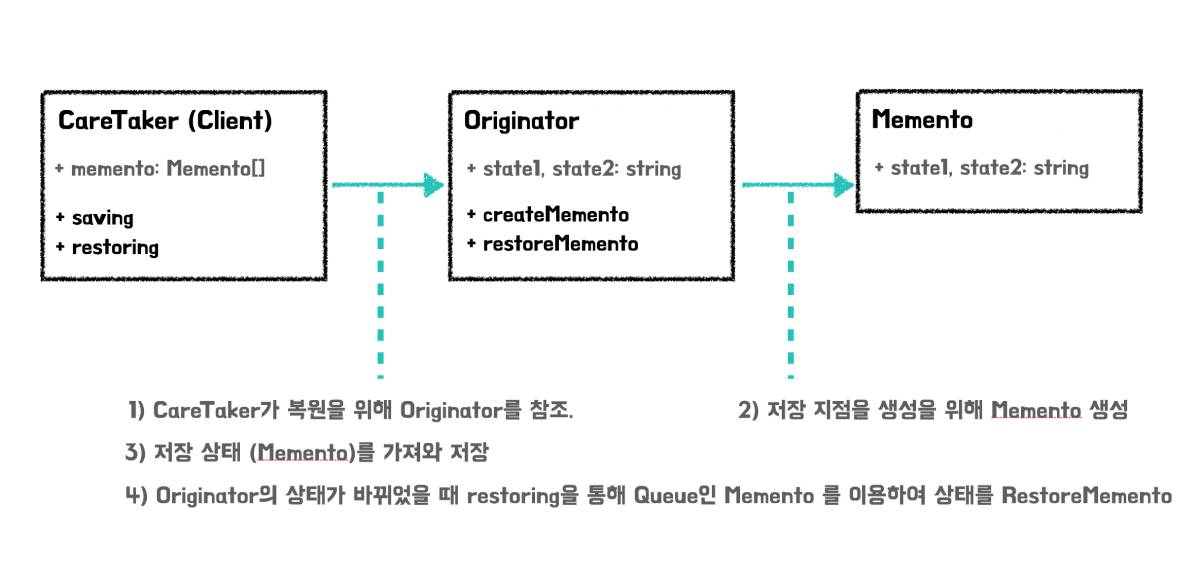 CareTaker (Client)
+ memento: Memento[]
+ saving
+ restoring
Originator
+ state1, state2: string
+ createMemento
+ restoreMemento
Memento
+ state1, state2: string
1) CareTaker가 복원을 위해 Originator를 참조.
2) 저장 지점을 생성을 위해 Memento 생성
3) 저장 상태 (Memento)를 가져와 저장
4) Originator의 상태가 바뀌었을 때 restoring을 통해 Queue인 Memento 를 이용하여 상태를 RestoreMemento